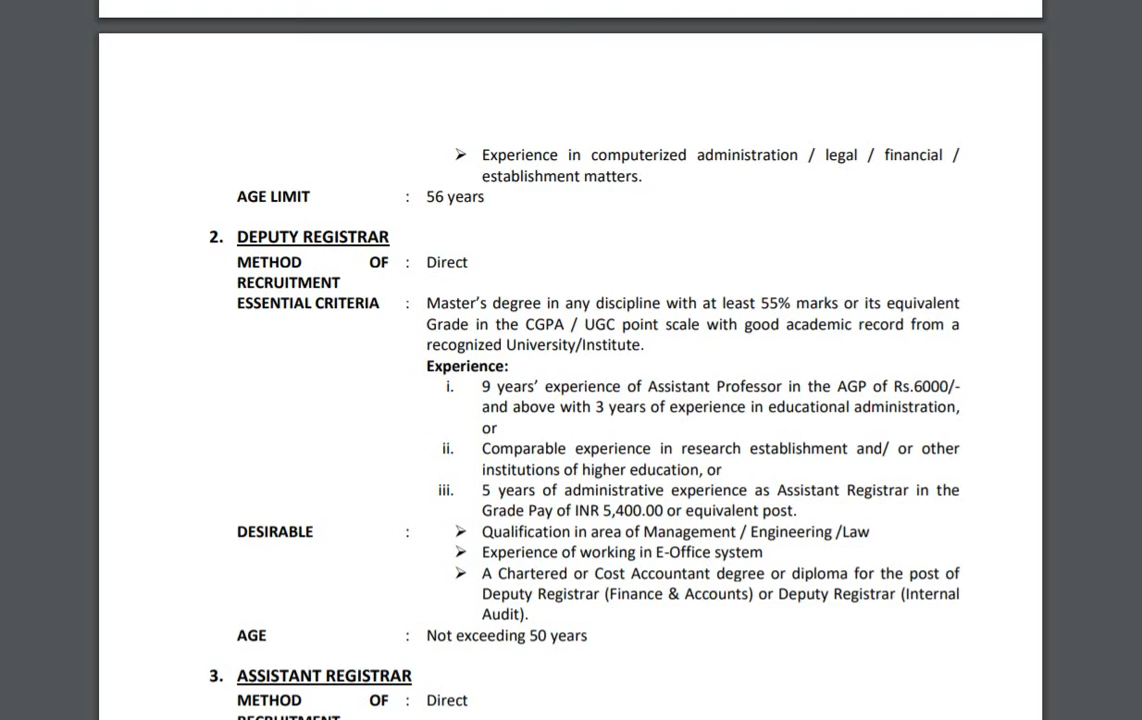 ➢ Experience in computerized administration / legal / financial /
establishment matters.
AGE LIMIT : 56 years
2. DEPUTY REGISTRAR
METHOD OF : Direct
RECRUITMENT
ESSENTIAL CRITERIA : Master’s degree in any discipline with at least 55% marks or its equivalent
Grade in the CGPA / UGC point scale with good academic record from a
recognized University/Institute.
Experience:
i. 9 years’ experience of Assistant Professor in the AGP of Rs.6000/-
and above with 3 years of experience in educational administration,
or
ii. Comparable experience in research establishment and/ or other
institutions of higher education, or
iii. 5 years of administrative experience as Assistant Registrar in the
Grade Pay of INR 5,400.00 or equivalent post.
DESIRABLE : ➢ Qualification in area of Management / Engineering /Law
➢ Experience of working in E-Office system
➢ A Chartered or Cost Accountant degree or diploma for the post of
Deputy Registrar (Finance & Accounts) or Deputy Registrar (Internal
Audit).
AGE : Not exceeding 50 years
3. ASSISTANT REGISTRAR
METHOD OF : Direct
RECRUITMENT